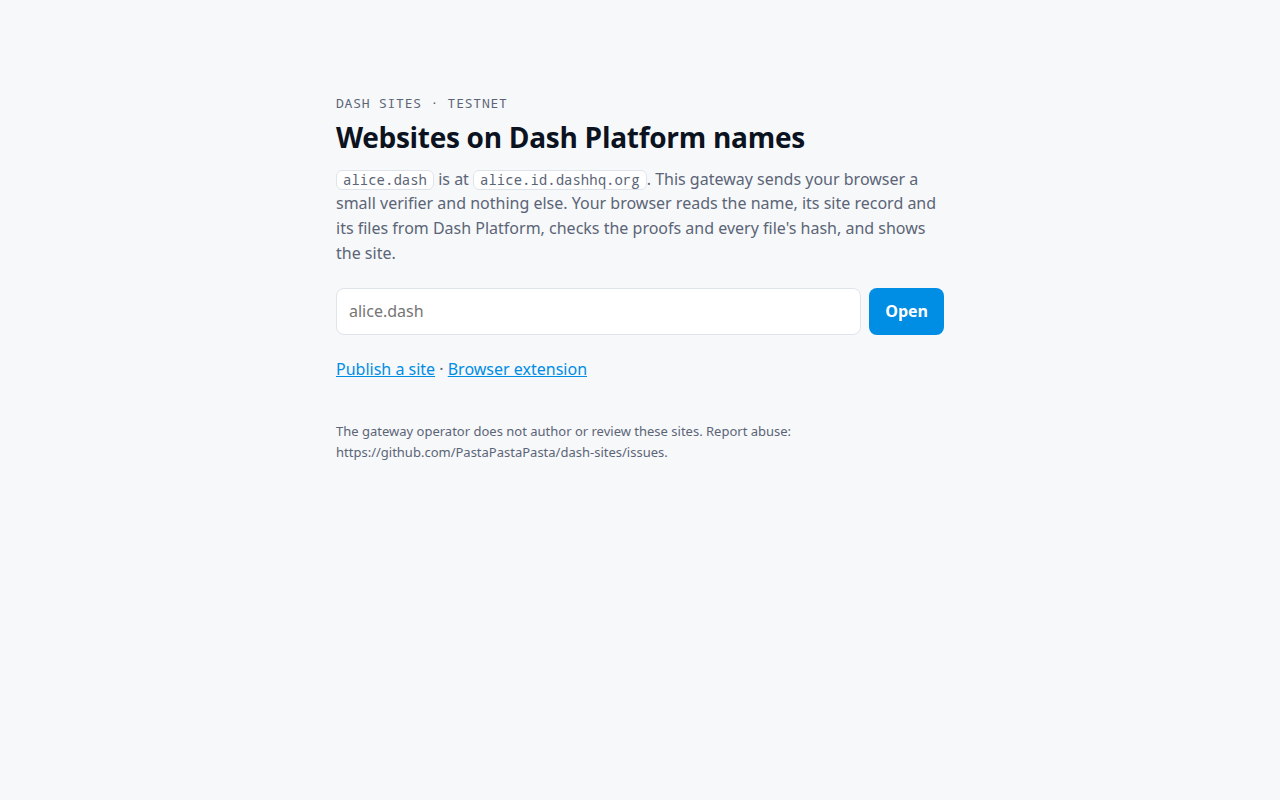 DASH SITES · TESTNET
Websites on Dash Platform names
alice.dash is at alice.id.dashhq.org. This gateway sends your browser a
small verifier and nothing else. Your browser reads the name, its site record and
its files from Dash Platform, checks the proofs and every file's hash, and shows
the site.
alice.dash
Open
Publish a site · Browser extension
The gateway operator does not author or review these sites. Report abuse:
https://github.com/PastaPastaPasta/dash-sites/issues.